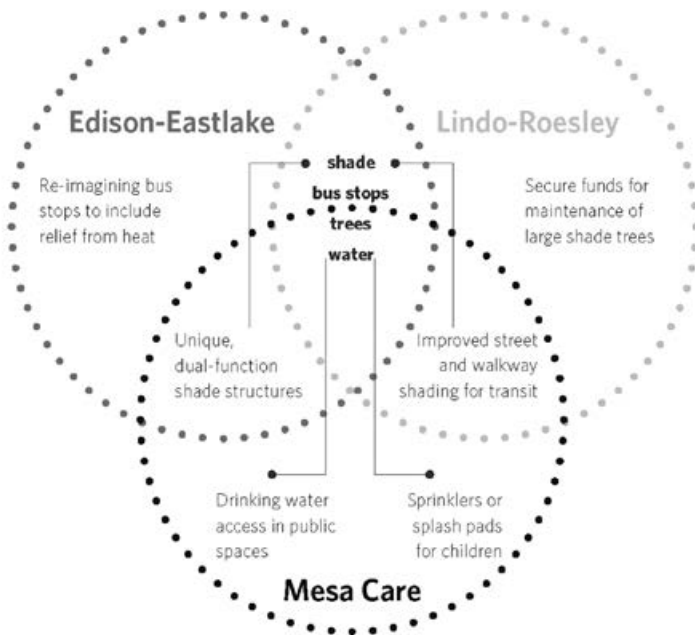 Edison-Eastlake
Lindo-Roesley
shade
bus stops
trees
water
Re-imagining bus
stops to include
relief from heat
Secure funds for
maintenance of
large shade trees
Unique,
dual-function
shade structures
Improved street
and walkway
shading for transit
Drinking water
access in public
spaces
Sprinklers or
splash pads
for children
Mesa Care